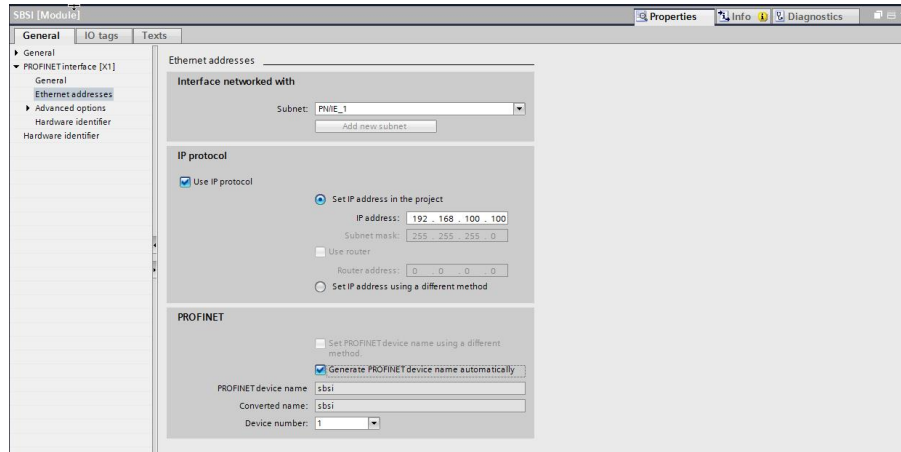 SBSI [Module]
Properties
Info
Diagnostics
General
IO tags
Texts
General
PROFINET interface [X1]
General
Ethernet addresses
Advanced options
Hardware identifier
Hardware identifier
Ethernet addresses
Interface networked with
Subnet: PN/IE_1
Add new subnet
IP protocol
Use IP protocol
Set IP address in the project
IP address: 192 . 168 . 100 . 100
Subnet mask: 255 . 255 . 255 . 0
Use router
Router address: 0 . 0 . 0 . 0
Set IP address using a different method
PROFINET
Set PROFINET device name using a different
method.
Generate PROFINET device name automatically
PROFINET device name sbsi
Converted name: sbsi
Device number: 1